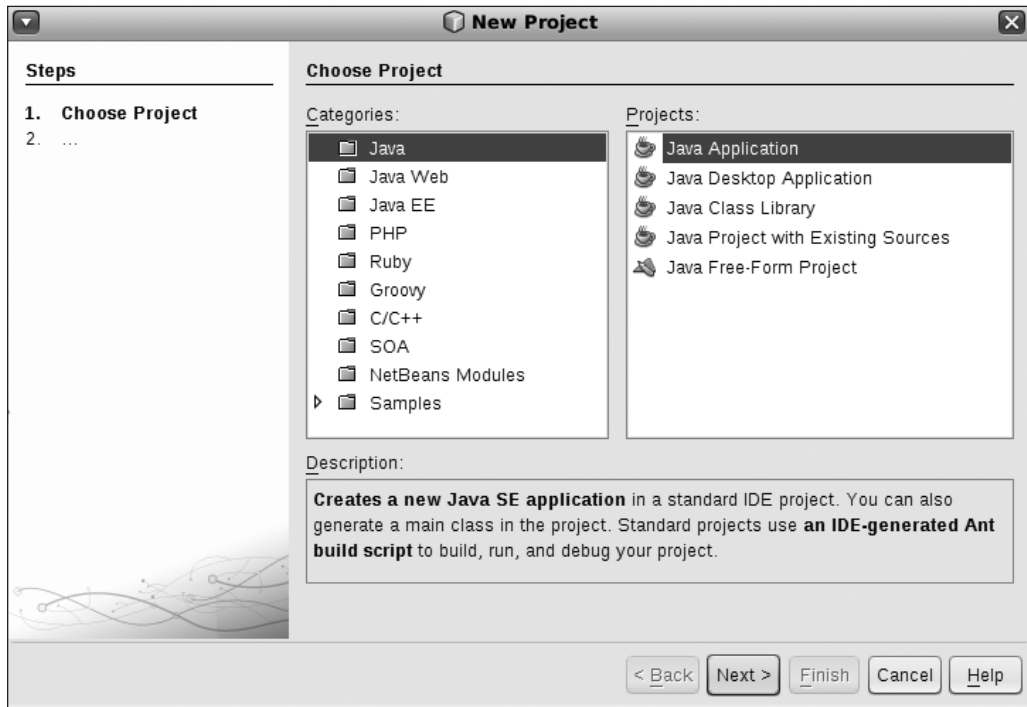 New Project
Steps
1. Choose Project
2. ...
Choose Project
Categories:
Java
Java Web
Java EE
PHP
Ruby
Groovy
C/C++
SOA
NetBeans Modules
Samples
Projects:
Java Application
Java Desktop Application
Java Class Library
Java Project with Existing Sources
Java Free-Form Project
Description:
Creates a new Java SE application in a standard IDE project. You can also
generate a main class in the project. Standard projects use an IDE-generated Ant
build script to build, run, and debug your project.
< Back Next > Finish Cancel Help